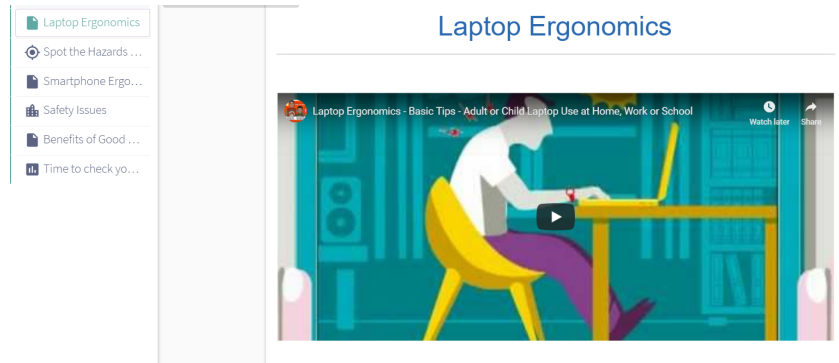 Laptop Ergonomics
Spot the Hazards ...
Smartphone Ergo...
Safety Issues
Benefits of Good ...
Time to check yo...
Laptop Ergonomics
Laptop Ergonomics - Basic Tips - Adult or Child Laptop Use at Home, Work or School
Watch later
Share